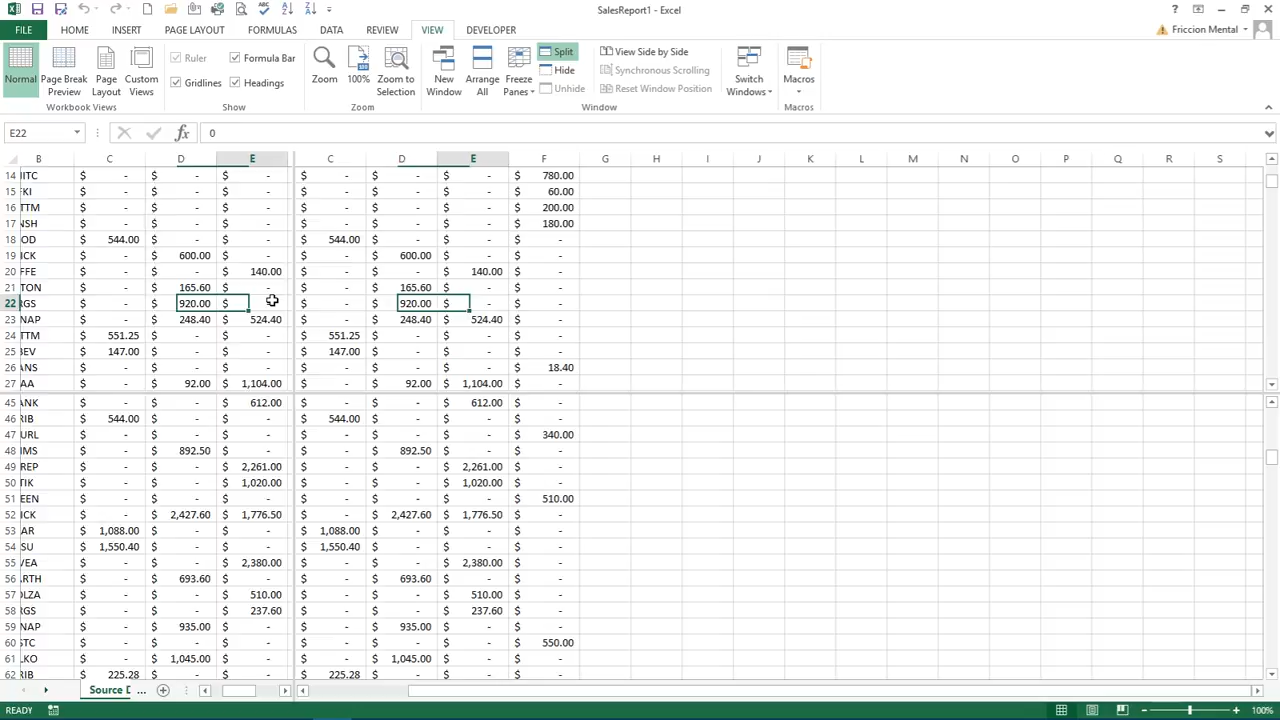 SalesReport1 - Excel
FILE HOME INSERT PAGE LAYOUT FORMULAS DATA REVIEW VIEW DEVELOPER Friccion Mental
Normal Page Break Preview Page Layout Custom Views
Workbook Views
Ruler Formula Bar
Gridlines Headings
Show
Zoom 100% Zoom to Selection
Zoom
New Window Arrange All Freeze Panes
Split View Side by Side
Hide Synchronous Scrolling
Unhide Reset Window Position
Window
Switch Windows
Macros
Macros
E22 fx 0
B C D E C D E F G H I J K L M N O P Q R S
14 HITC $ - $ - $ - $ - $ - $ - $ 780.00
15 FKI $ - $ - $ - $ - $ - $ - $ 60.00
16 TTM $ - $ - $ - $ - $ - $ - $ 200.00
17 NSH $ - $ - $ - $ - $ - $ - $ 180.00
18 OD $ 544.00 $ - $ - $ 544.00 $ - $ - $ -
19 ICK $ - $ 600.00 $ - $ - $ 600.00 $ - $ -
20 FFE $ - $ - $ 140.00 $ - $ - $ 140.00 $ -
21 TON $ - $ 165.60 $ - $ - $ 165.60 $ - $ -
22 RGS $ - 920.00 $ $ - 920.00 $ - $ -
23 NAP $ - $ 248.40 $ 524.40 $ - $ 248.40 $ 524.40 $ -
24 TTM $ 551.25 $ - $ - $ 551.25 $ - $ - $ -
25 BEV $ 147.00 $ - $ - $ 147.00 $ - $ - $ -
26 ANS $ - $ - $ - $ - $ - $ - $ 18.40
27 AA $ - $ 92.00 $ 1,104.00 $ - $ 92.00 $ 1,104.00 $ -
45 ANK $ - $ - $ 612.00 $ - $ - $ 612.00 $ -
46 RIB $ 544.00 $ - $ - $ 544.00 $ - $ - $ -
47 URL $ - $ - $ - $ - $ - $ - $ 340.00
48 IMS $ - $ 892.50 $ - $ - $ 892.50 $ - $ -
49 REP $ - $ - $ 2,261.00 $ - $ - $ 2,261.00 $ -
50 TIK $ - $ - $ 1,020.00 $ - $ - $ 1,020.00 $ -
51 EEN $ - $ - $ - $ - $ - $ - $ 510.00
52 ICK $ - $ 2,427.60 $ 1,776.50 $ - $ 2,427.60 $ 1,776.50 $ -
53 AR $ 1,088.00 $ - $ - $ 1,088.00 $ - $ - $ -
54 SU $ 1,550.40 $ - $ - $ 1,550.40 $ - $ - $ -
55 VEA $ - $ - $ 2,380.00 $ - $ - $ 2,380.00 $ -
56 ARTH $ - $ 693.60 $ - $ - $ 693.60 $ - $ -
57 OLZA $ - $ - $ 510.00 $ - $ - $ 510.00 $ -
58 RGS $ - $ - $ 237.60 $ - $ - $ 237.60 $ -
59 NAP $ - $ 935.00 $ - $ - $ 935.00 $ - $ -
60 STC $ - $ - $ - $ - $ - $ - $ 550.00
61 LKO $ - $ 1,045.00 $ - $ - $ 1,045.00 $ - $ -
62 RIB $ 225.28 $ - $ - $ 225.28 $ - $ - $ -
Source D ...
READY 100%